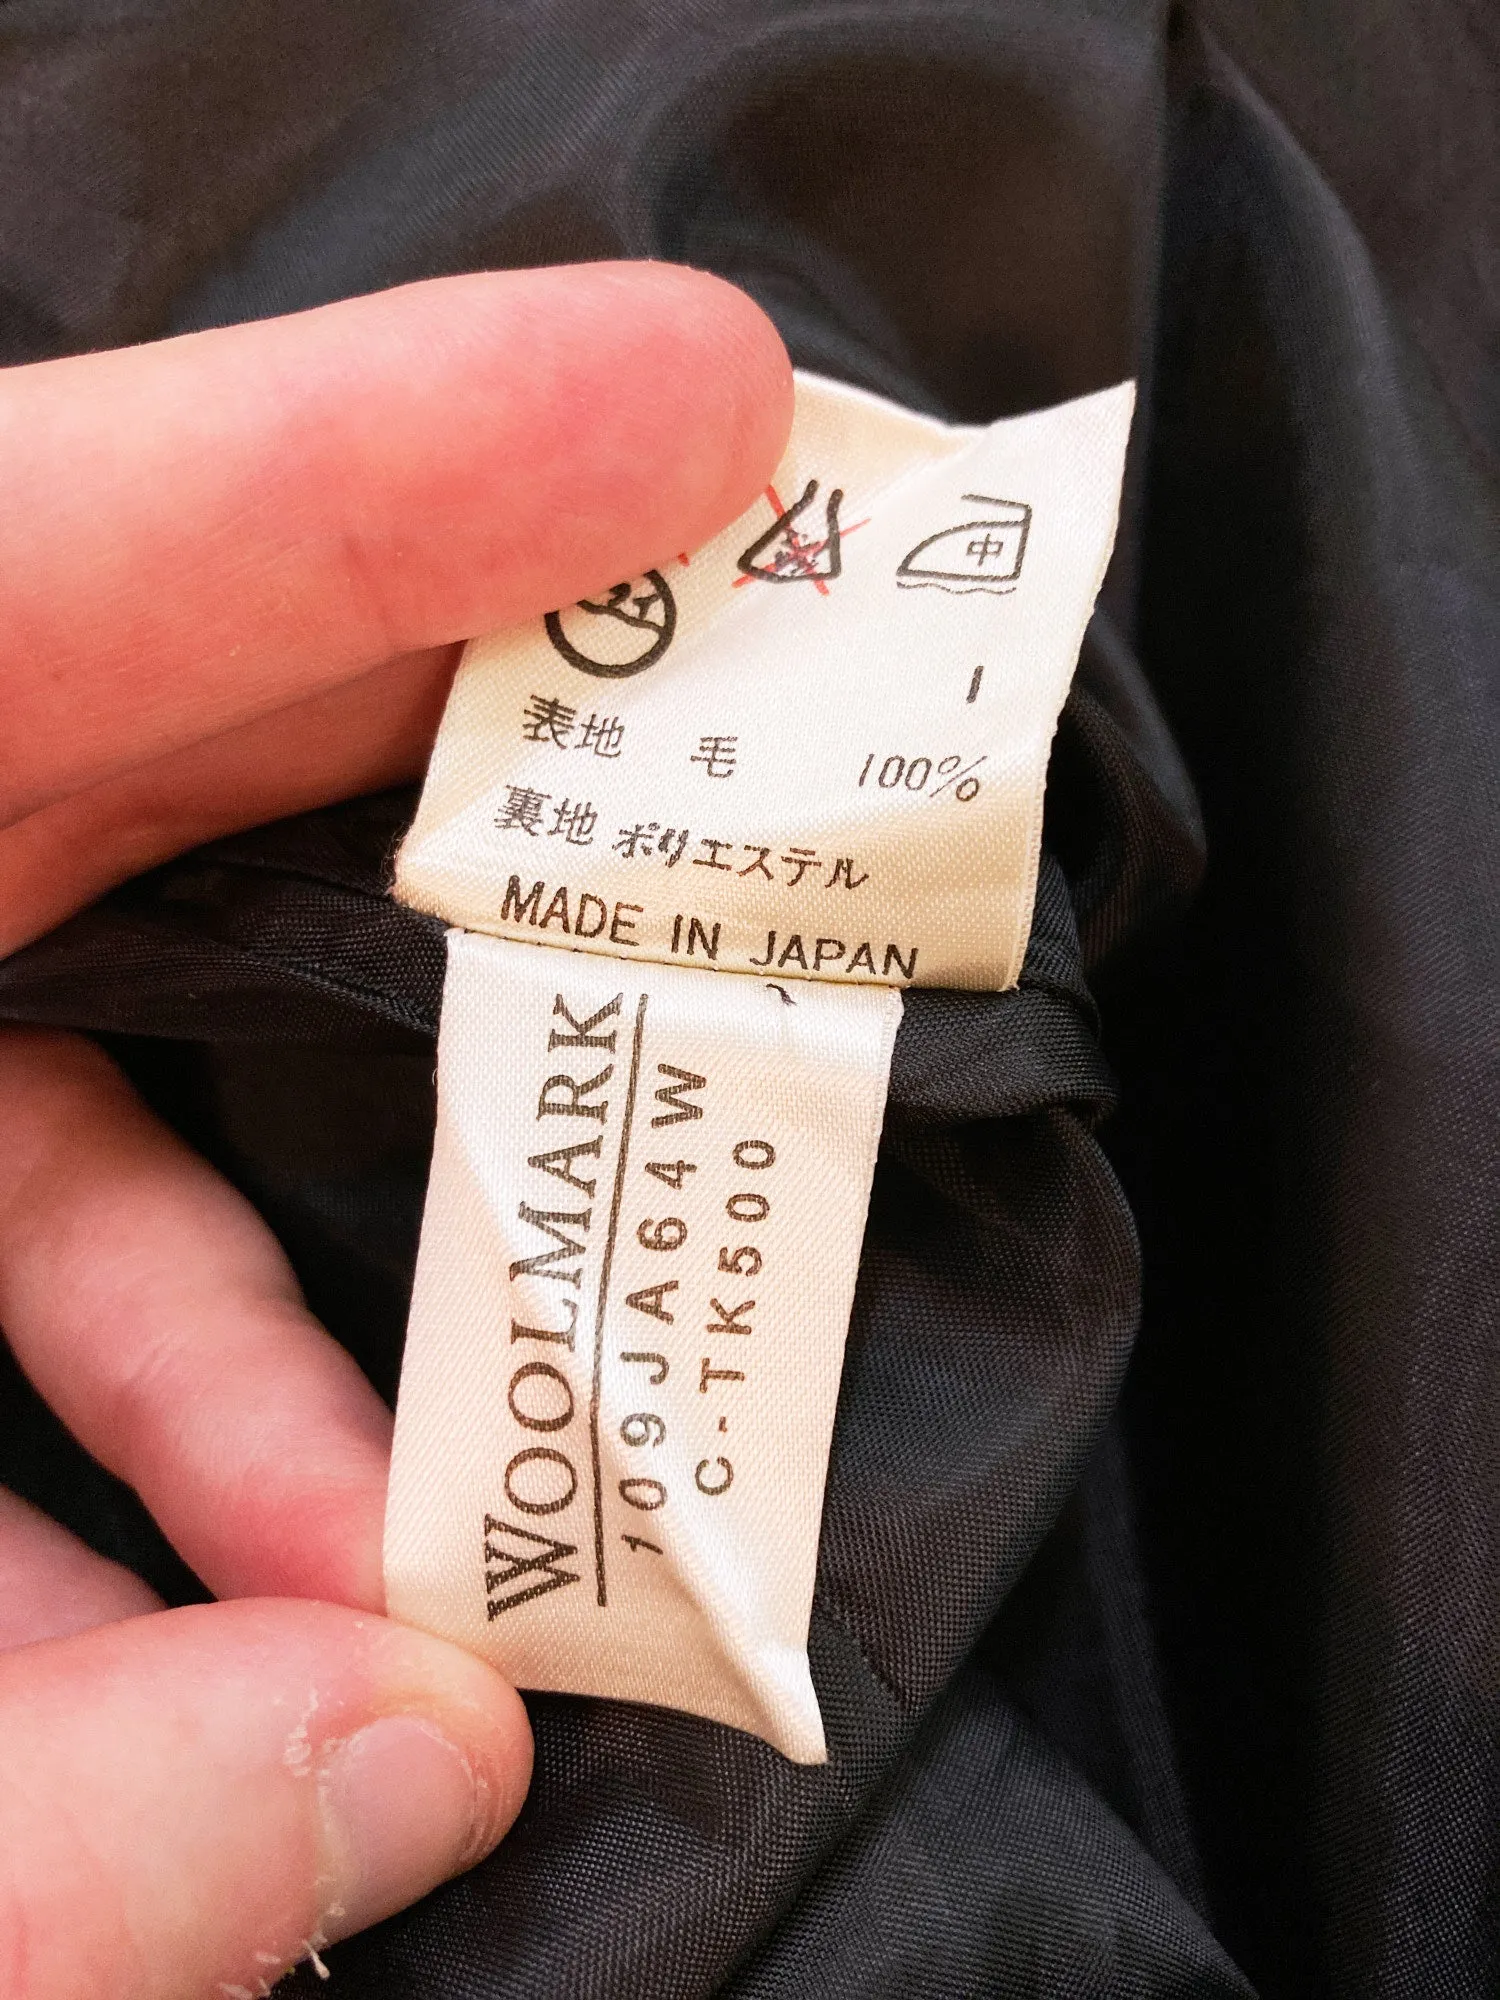 中
1
表地 毛 100%
裏地 ポリエステル
MADE IN JAPAN
WOOLMARK
109JA64W
C-TK500